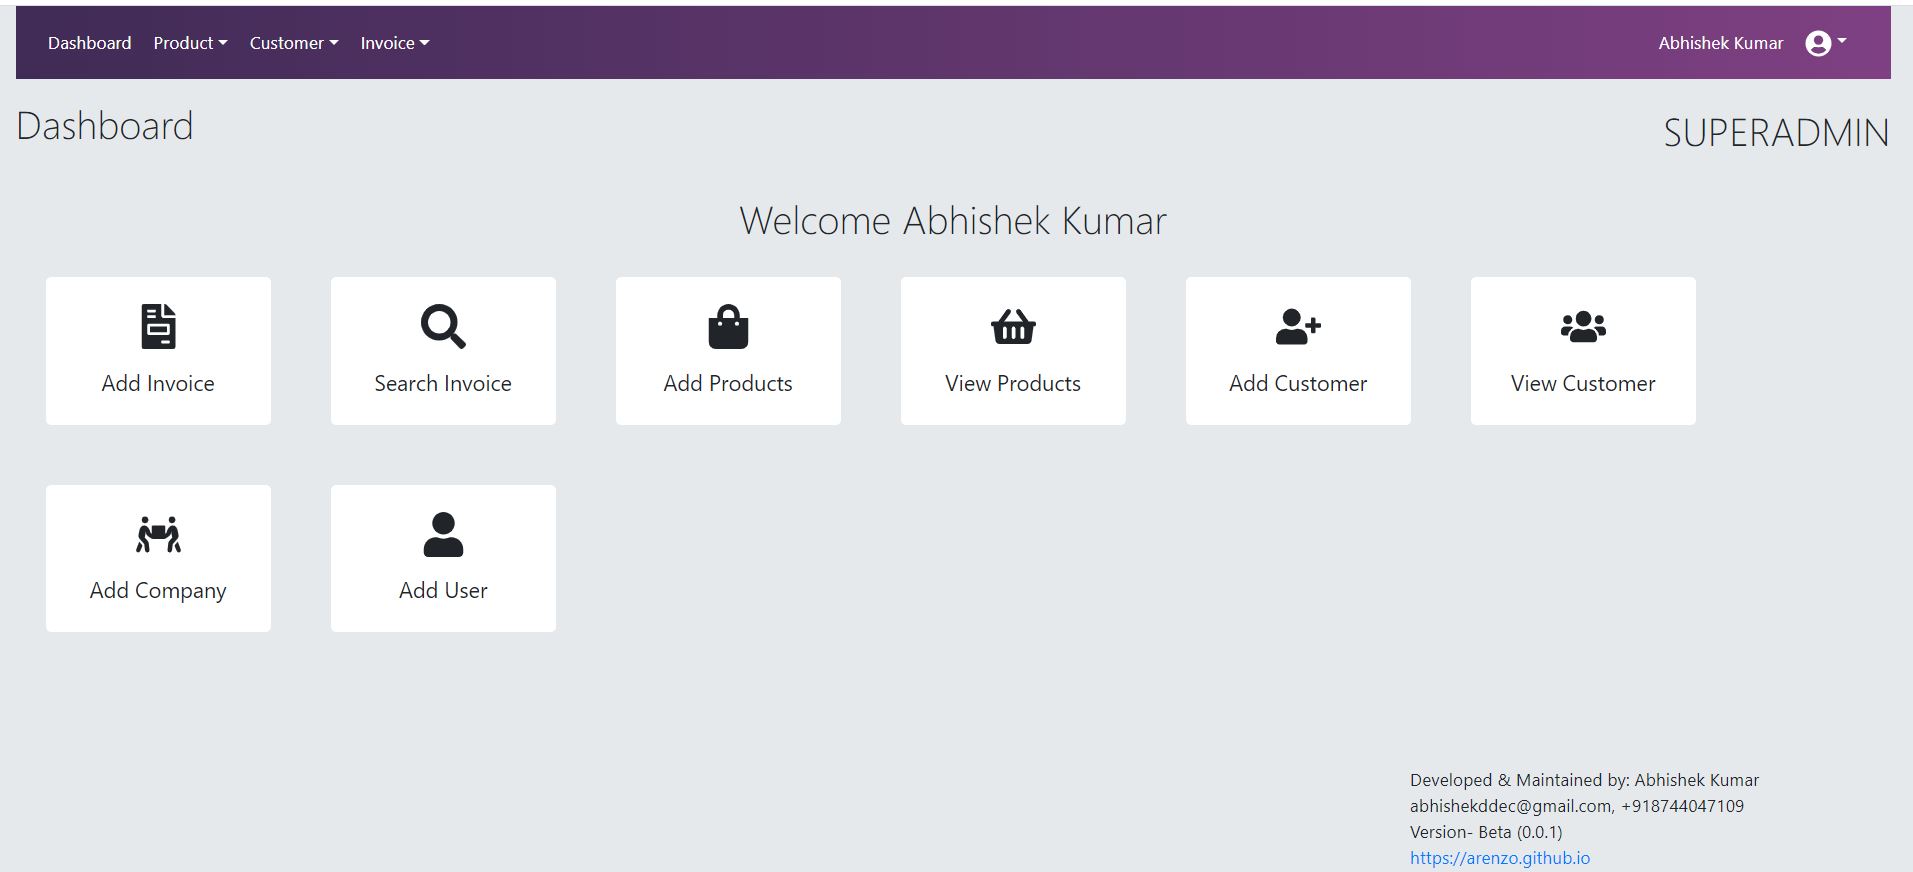 Dashboard Product Customer Invoice Abhishek Kumar
Dashboard
SUPERADMIN
Welcome Abhishek Kumar
Add Invoice
Search Invoice
Add Products
View Products
Add Customer
View Customer
Add Company
Add User
Developed & Maintained by: Abhishek Kumar
abhishekddec@gmail.com, +918744047109
Version- Beta (0.0.1)
https://arenzo.github.io